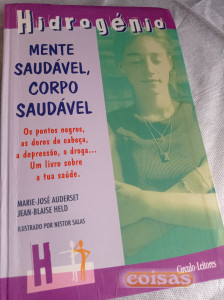 Hidrogénio
MENTE
SAUDÁVEL,
CORPO
SAUDÁVEL
Os pontos negros,
as dores de cabeça,
a depressão, a droga...
Um livro sobre
a tua saúde.
MARIE-JOSÉ AUDERSET
JEAN-BLAISE HELD
ILUSTRADO POR NESTOR SALAS
H
Círculo Leitores
coisas